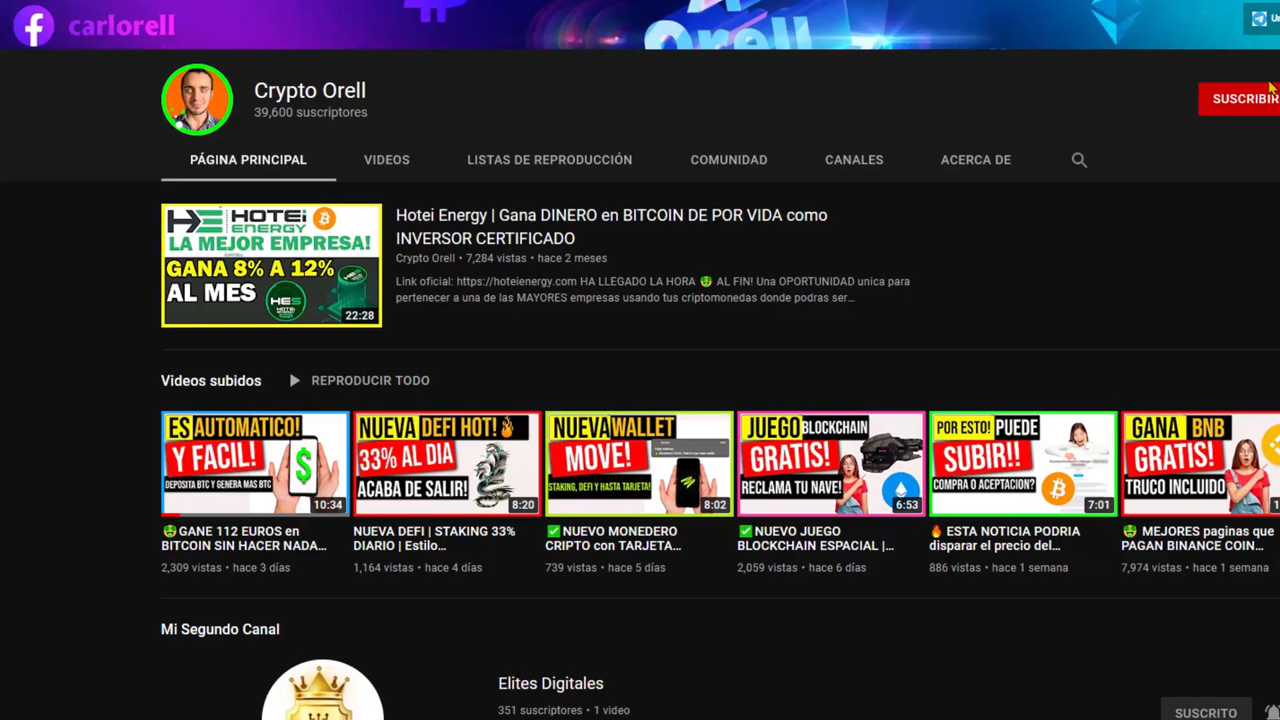 carlorell
Orell
Un
Crypto Orell
39,600 suscriptores
SUSCRIBIR
PÁGINA PRINCIPAL
VIDEOS
LISTAS DE REPRODUCCIÓN
COMUNIDAD
CANALES
ACERCA DE
HOTEi
ENERGY
LA MEJOR EMPRESA!
GANA 8% A 12%
AL MES
HES
22:28
Hotei Energy | Gana DINERO en BITCOIN DE POR VIDA como
INVERSOR CERTIFICADO
Crypto Orell • 7,284 vistas • hace 2 meses
Link oficial: https://hoteienergy.com HA LLEGADO LA HORA 🤑 AL FIN! Una OPORTUNIDAD unica para
pertenecer a una de las MAYORES empresas usando tus criptomonedas donde podras ser…
Videos subidos
REPRODUCIR TODO
ES AUTOMATICO!
Y FACIL!
DEPOSITA BTC Y GENERA MAS BTC
10:34
NUEVA DEFI HOT!
33% AL DIA
ACABA DE SALIR!
8:20
NUEVA WALLET
MOVE!
STAKING, DEFI Y HASTA TARJETA!
8:02
JUEGO BLOCKCHAIN
GRATIS!
RECLAMA TU NAVE!
6:53
POR ESTO! PUEDE
SUBIR!!
COMPRA O ACEPTACION?
7:01
GANA BNB
GRATIS!
TRUCO INCLUIDO
🤑GANE 112 EUROS en
BITCOIN SIN HACER NADA…
2,309 vistas • hace 3 días
NUEVA DEFI | STAKING 33%
DIARIO | Estilo…
1,164 vistas • hace 4 días
✅NUEVO MONEDERO
CRIPTO con TARJETA…
739 vistas • hace 5 días
✅ NUEVO JUEGO
BLOCKCHAIN ESPACIAL |…
2,059 vistas • hace 6 días
🔥 ESTA NOTICIA PODRIA
disparar el precio del…
886 vistas • hace 1 semana
🤑 MEJORES paginas que
PAGAN BINANCE COIN…
7,974 vistas • hace 1 semana
Mi Segundo Canal
Elites Digitales
351 suscriptores • 1 video
SUSCRITO